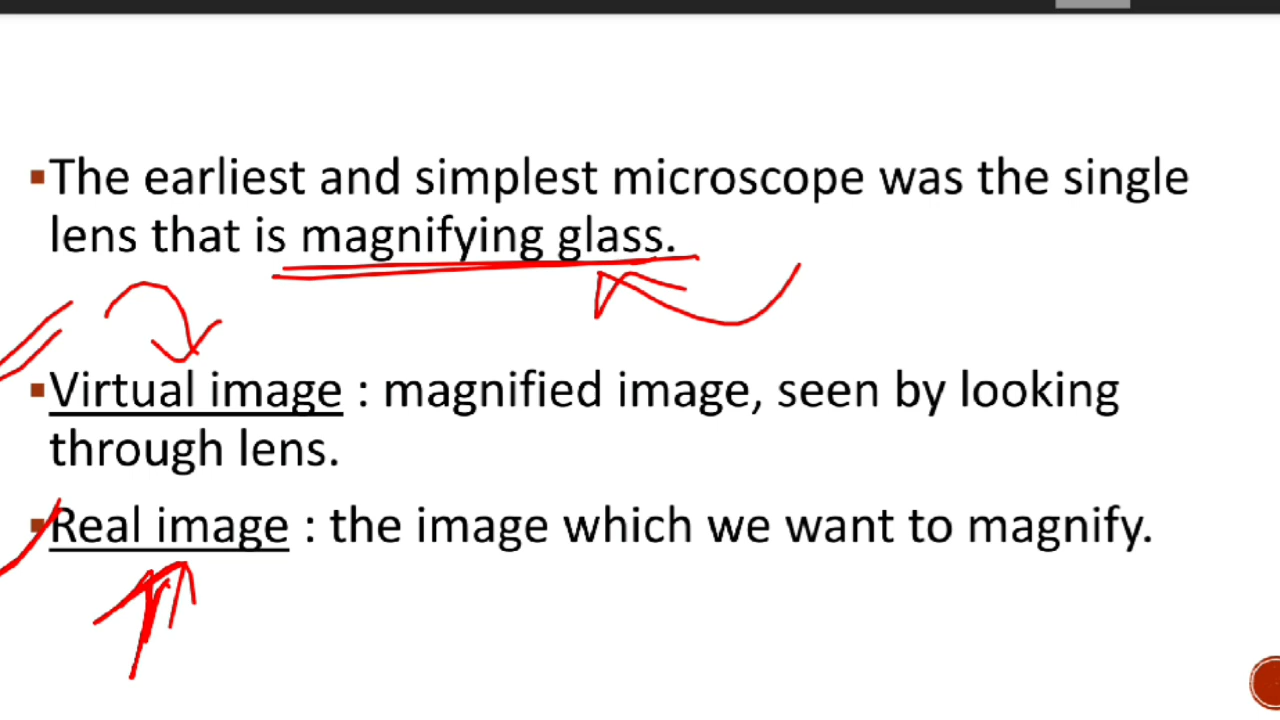 ▪The earliest and simplest microscope was the single
lens that is magnifying glass.
▪Virtual image : magnified image, seen by looking
through lens.
▪Real image : the image which we want to magnify.